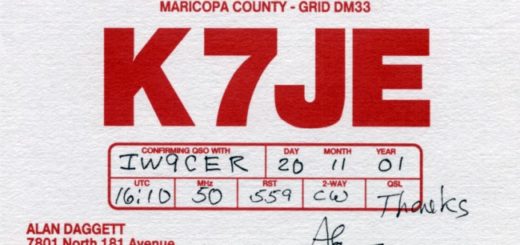 MARICOPA COUNTY - GRID DM33
K7JE
CONFIRMING QSO WITH DAY MONTH YEAR
IW9CER 20 11 01
UTC MHz RST 2-WAY QSL
16:10 50 559 CW Thanks
ALAN DAGGETT
7801 North 181 Avenue